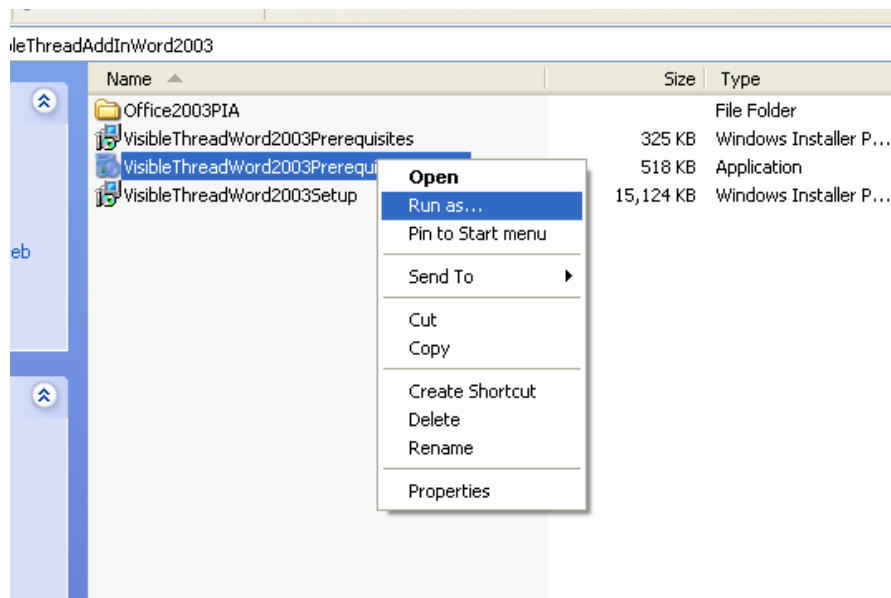 leThreadAddInWord2003
Name Size Type
Office2003PIA File Folder
VisibleThreadWord2003Prerequisites 325 KB Windows Installer P...
VisibleThreadWord2003Prerequi 518 KB Application
VisibleThreadWord2003Setup 15,124 KB Windows Installer P...
eb
Open
Run as...
Pin to Start menu
Send To
Cut
Copy
Create Shortcut
Delete
Rename
Properties